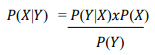 P(X|Y) = P(Y|X)xP(X)
P(Y)